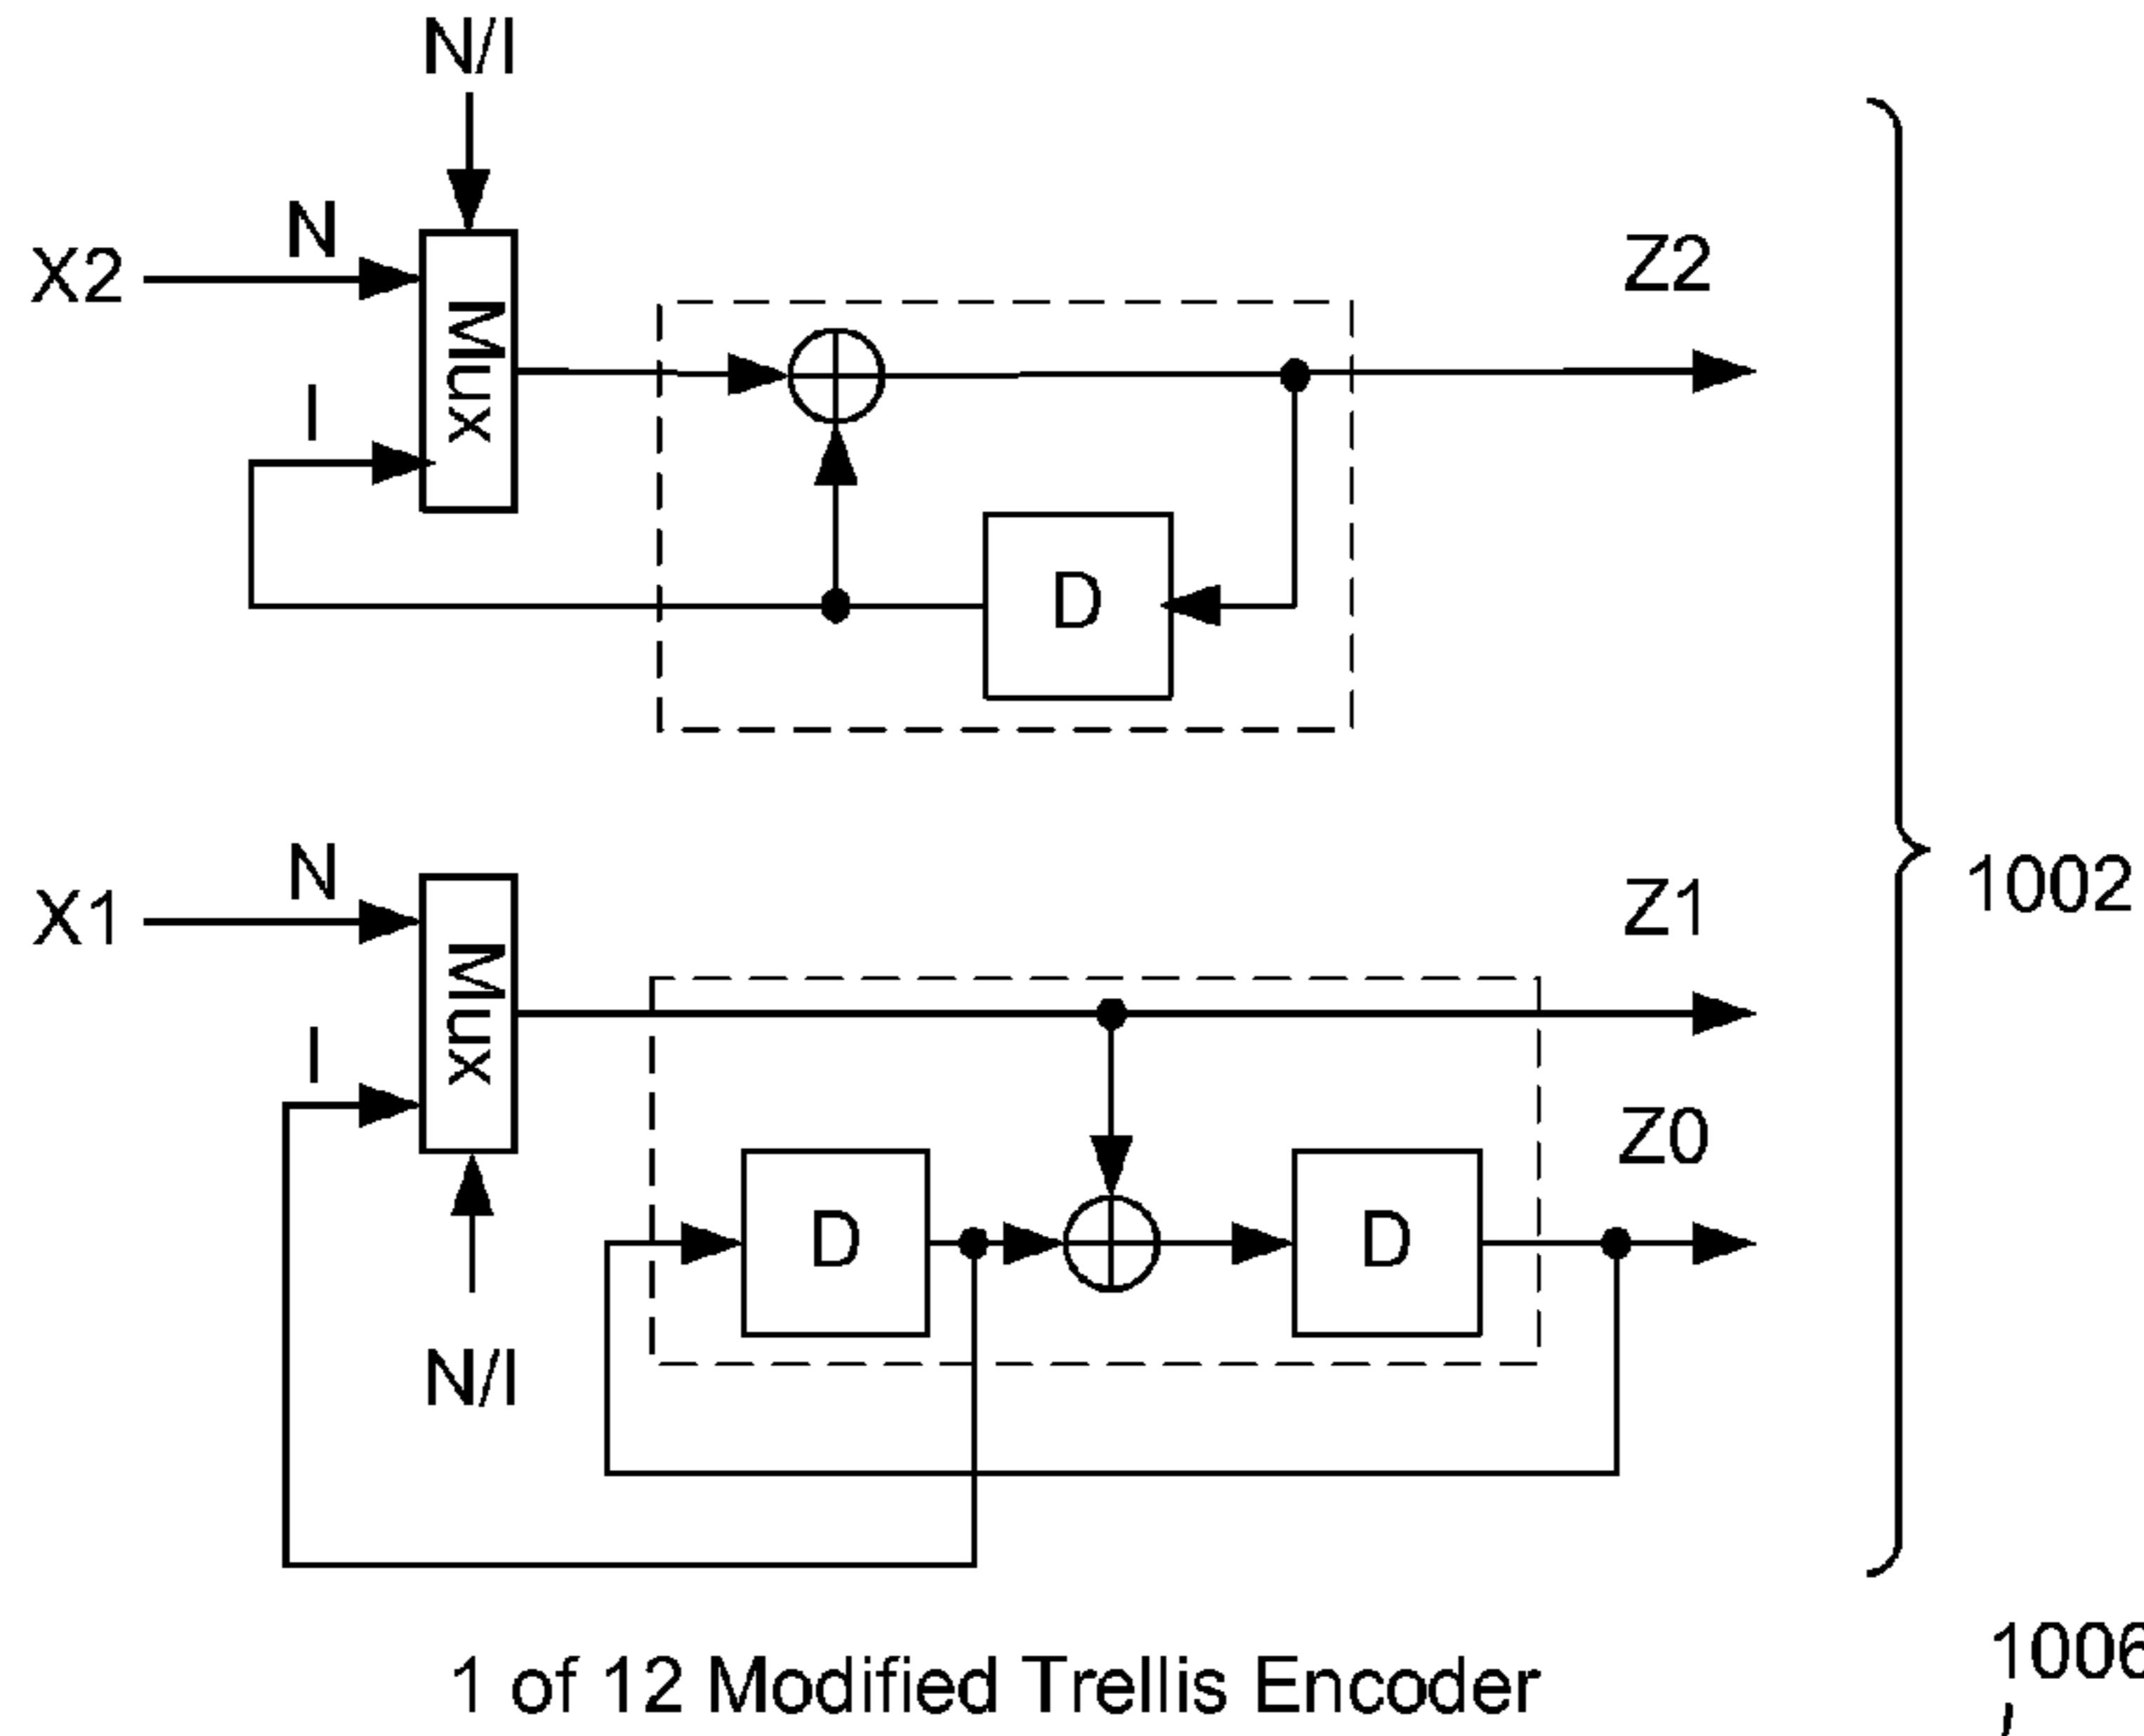 N/I
X2
N
I
Mux
D
Z2
X1
N
I
Mux
N/I
D
D
Z1
Z0
1002
1 of 12 Modified Trellis Encoder
1006